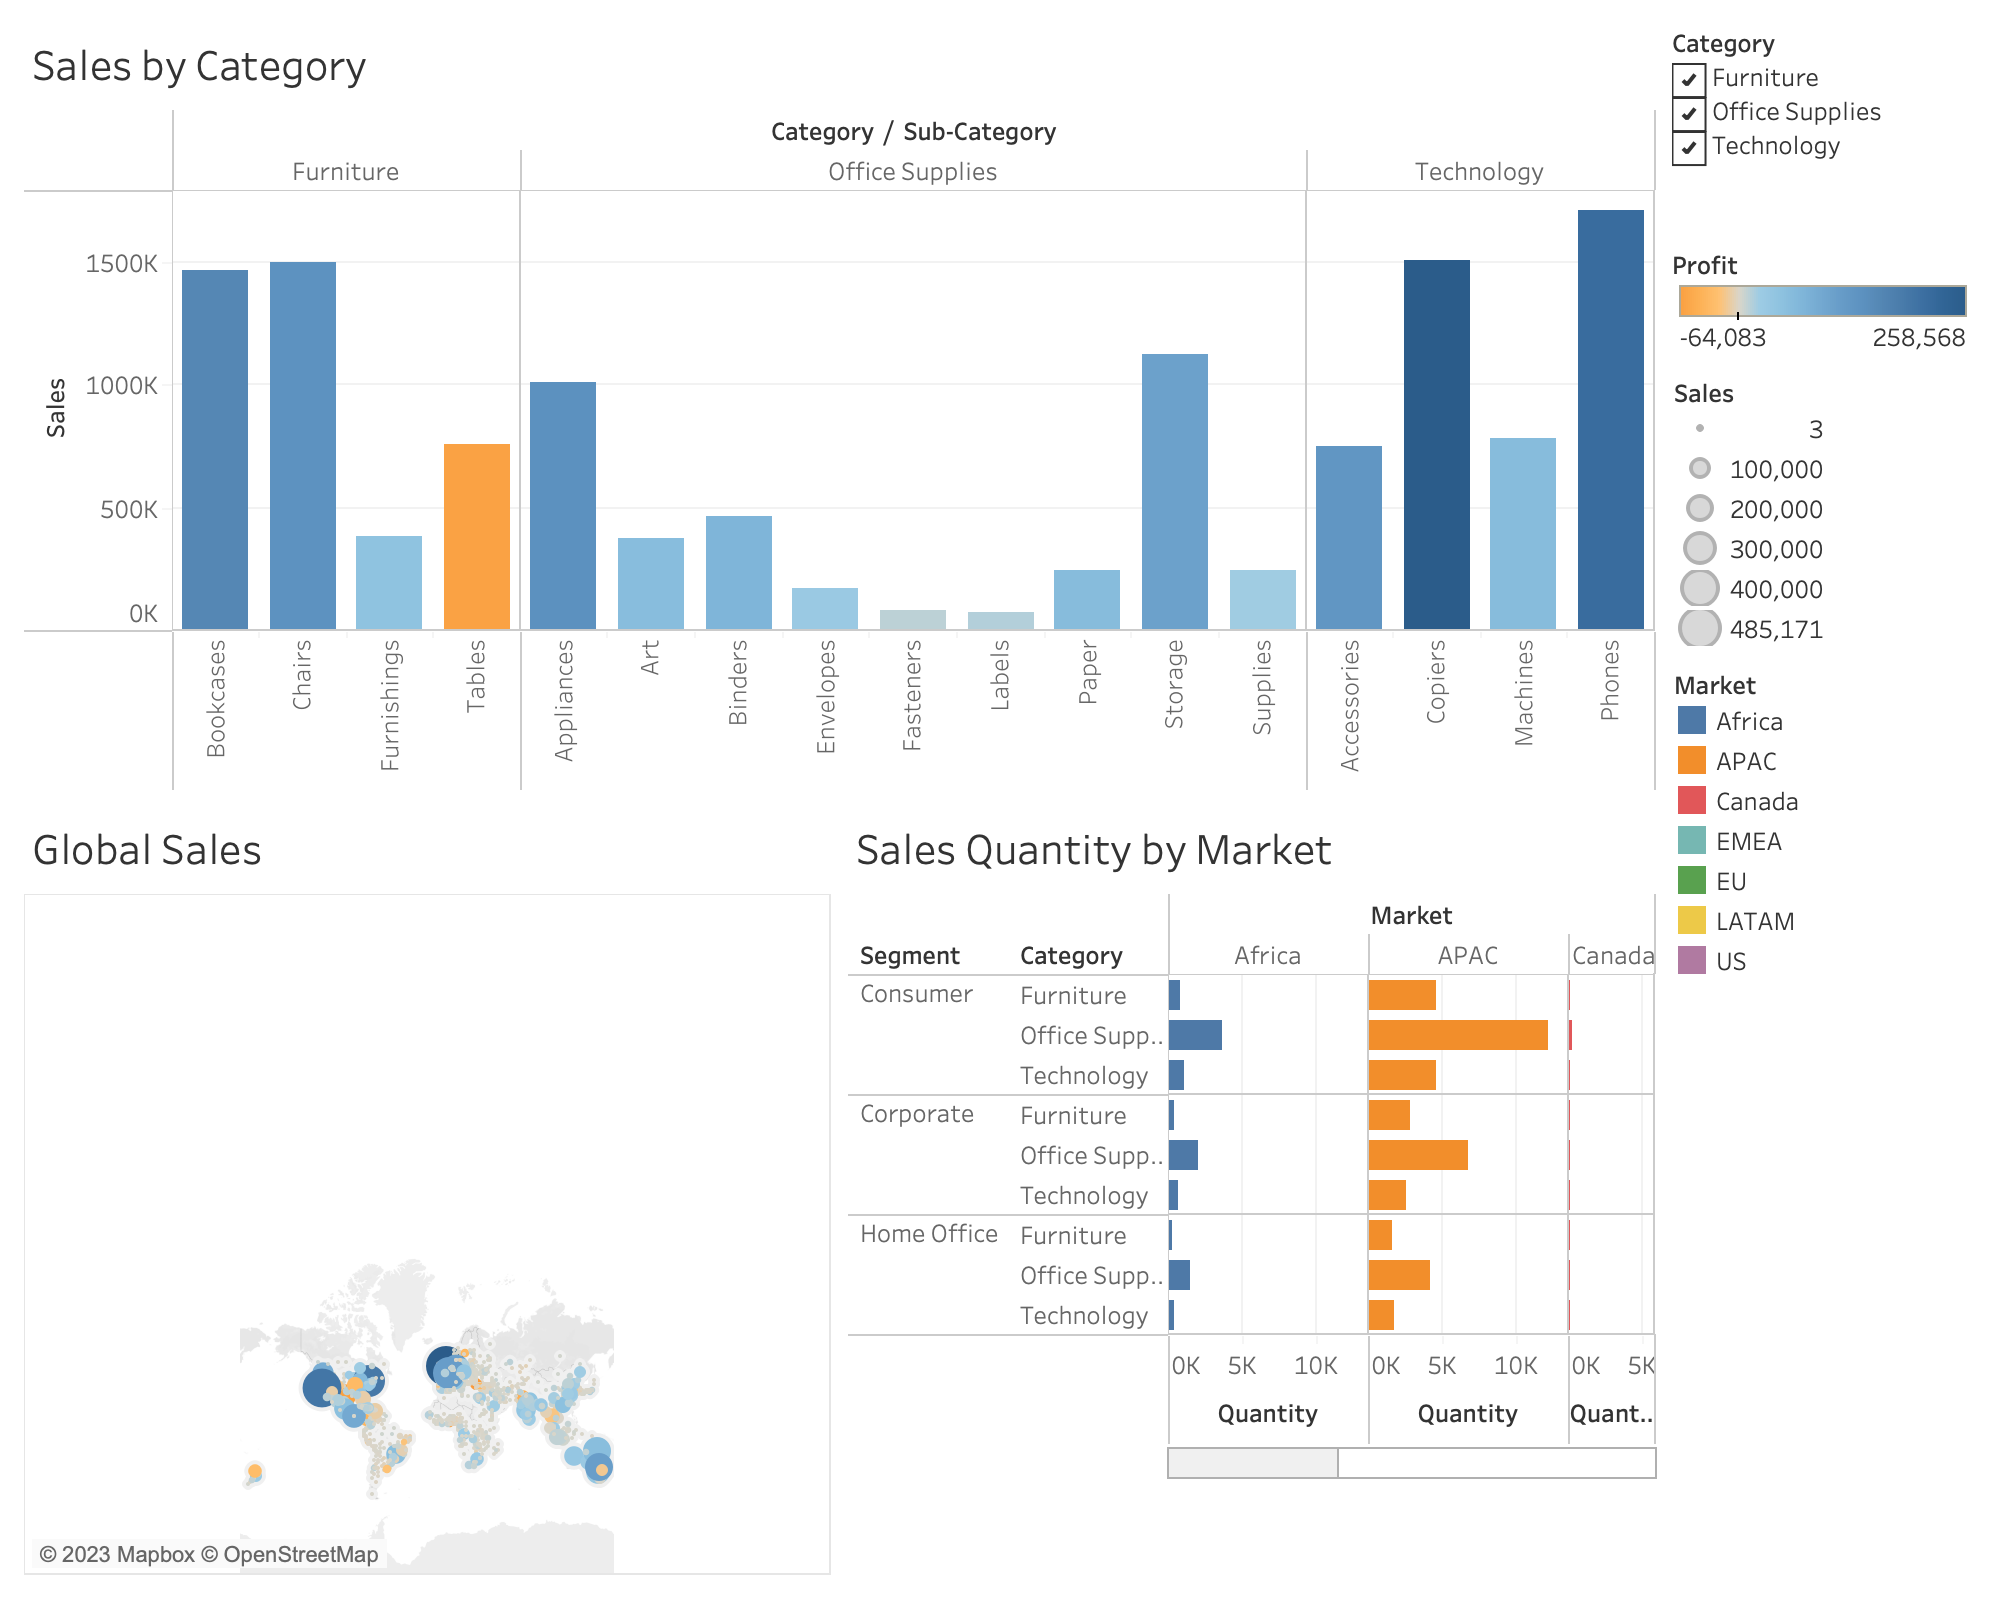 Sales by Category
Category / Sub-Category
Furniture
Office Supplies
Technology
Sales
1500K
1000K
500K
0K
Bookcases
Chairs
Furnishings
Tables
Appliances
Art
Binders
Envelopes
Fasteners
Labels
Paper
Storage
Supplies
Accessories
Copiers
Machines
Phones
Category
Furniture
Office Supplies
Technology
Profit
-64,083 258,568
Sales
3
100,000
200,000
300,000
400,000
485,171
Market
Africa
APAC
Canada
EMEA
EU
LATAM
US
Global Sales
© 2023 Mapbox © OpenStreetMap
Sales Quantity by Market
Market
Segment Category Africa APAC Canada
Consumer Furniture
Office Supp..
Technology
Corporate Furniture
Office Supp..
Technology
Home Office Furniture
Office Supp..
Technology
0K 5K 10K 0K 5K 10K 0K 5K
Quantity Quantity Quant..